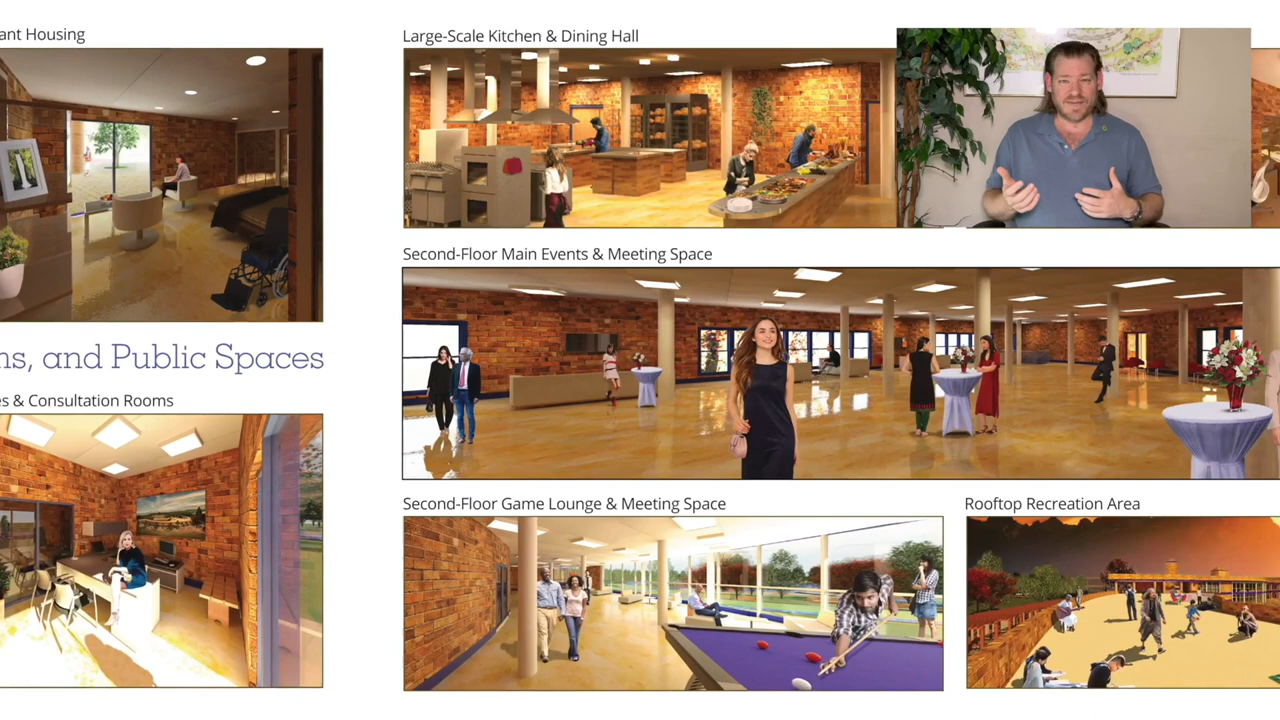 ant Housing
Large-Scale Kitchen & Dining Hall
Second-Floor Main Events & Meeting Space
ns, and Public Spaces
es & Consultation Rooms
Second-Floor Game Lounge & Meeting Space
Rooftop Recreation Area